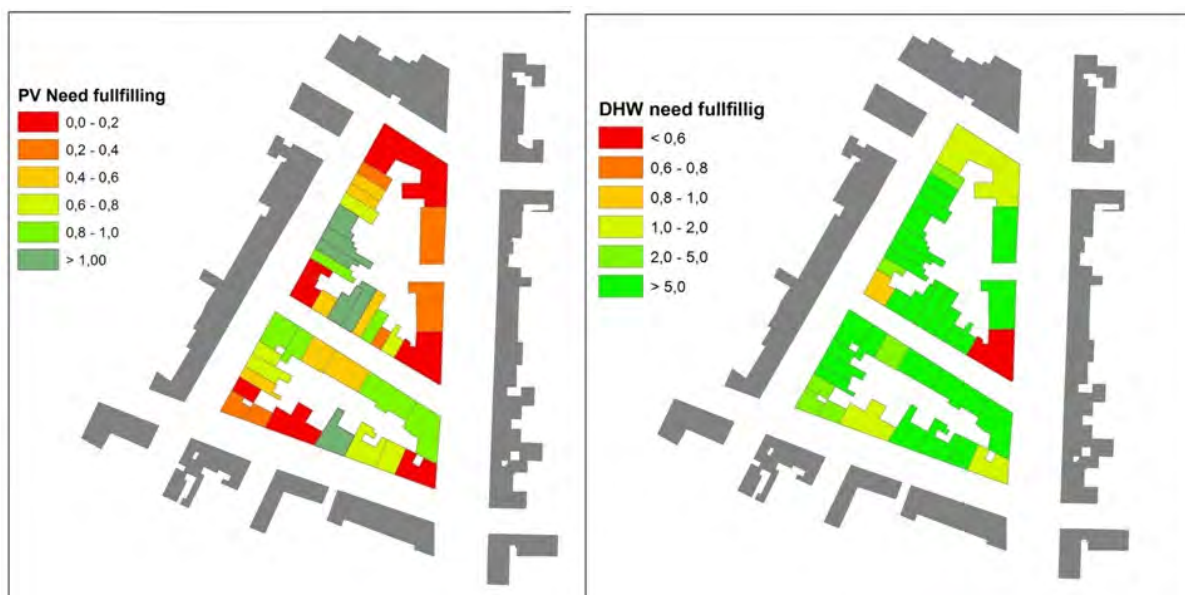 PV Need fullfilling
0,0 - 0,2
0,2 - 0,4
0,4 - 0,6
0,6 - 0,8
0,8 - 1,0
> 1,00
DHW need fullfillig
< 0,6
0,6 - 0,8
0,8 - 1,0
1,0 - 2,0
2,0 - 5,0
> 5,0